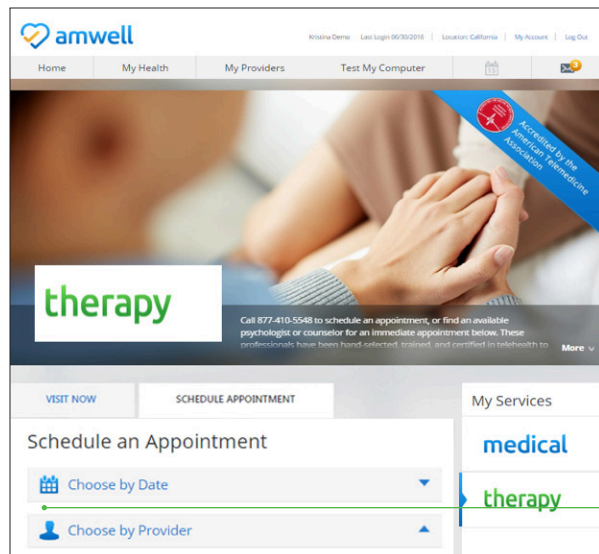 amwell
Kristina Demo Last Login 06/30/2016 Location: California My Account Log Out
Home My Health My Providers Test My Computer 15 3
Accredited by the
American Telemedicine
Association
therapy
Call 877-410-5548 to schedule an appointment, or find an available
psychologist or counselor for an immediate appointment below. These
professionals have been hand-selected, trained, and certified in telehealth to
More
VISIT NOW SCHEDULE APPOINTMENT
My Services
Schedule an Appointment
medical
Choose by Date
therapy
Choose by Provider